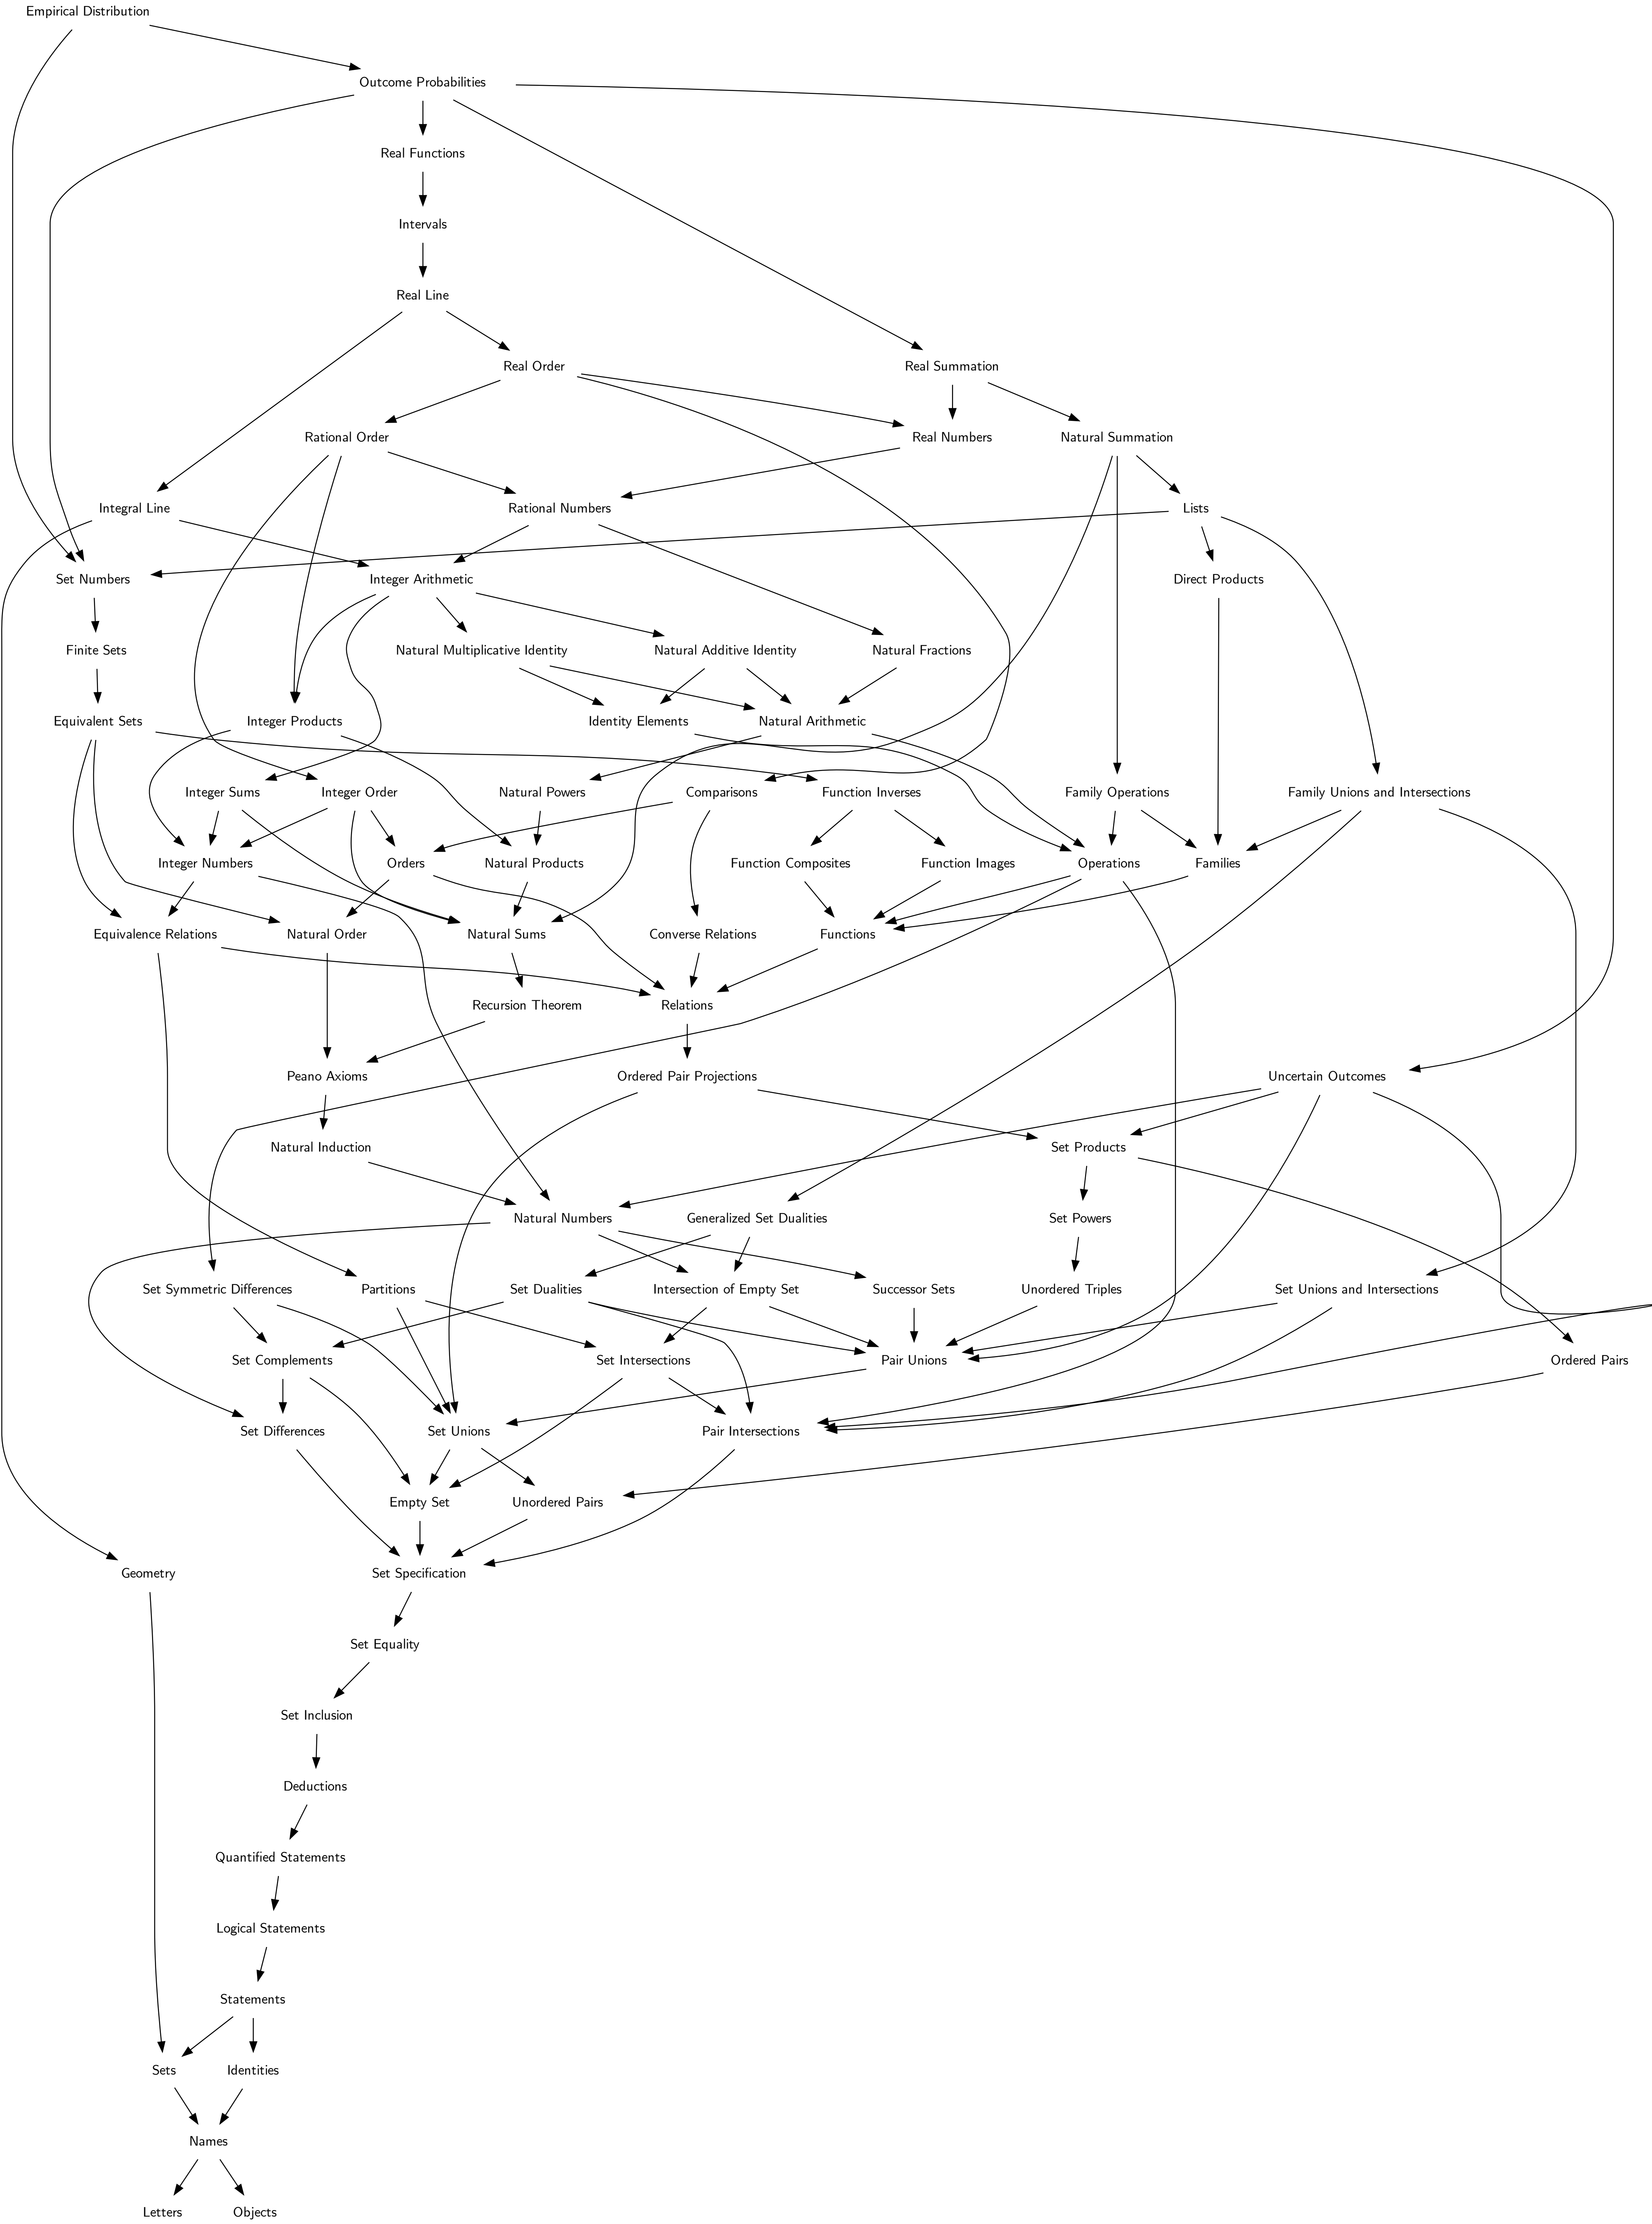 Empirical Distribution
Outcome Probabilities
Real Functions
Intervals
Real Line
Real Order
Real Summation
Rational Order
Real Numbers
Natural Summation
Integral Line
Rational Numbers
Lists
Set Numbers
Integer Arithmetic
Direct Products
Finite Sets
Natural Multiplicative Identity
Natural Additive Identity
Natural Fractions
Equivalent Sets
Integer Products
Identity Elements
Natural Arithmetic
Integer Sums
Integer Order
Natural Powers
Comparisons
Function Inverses
Family Operations
Family Unions and Intersections
Integer Numbers
Orders
Natural Products
Function Composites
Function Images
Operations
Families
Equivalence Relations
Natural Order
Natural Sums
Converse Relations
Functions
Recursion Theorem
Relations
Peano Axioms
Ordered Pair Projections
Uncertain Outcomes
Natural Induction
Set Products
Natural Numbers
Generalized Set Dualities
Set Powers
Set Symmetric Differences
Partitions
Set Dualities
Intersection of Empty Set
Successor Sets
Unordered Triples
Set Unions and Intersections
Set Complements
Set Intersections
Pair Unions
Ordered Pairs
Set Differences
Set Unions
Pair Intersections
Empty Set
Unordered Pairs
Geometry
Set Specification
Set Equality
Set Inclusion
Deductions
Quantified Statements
Logical Statements
Statements
Sets
Identities
Names
Letters
Objects